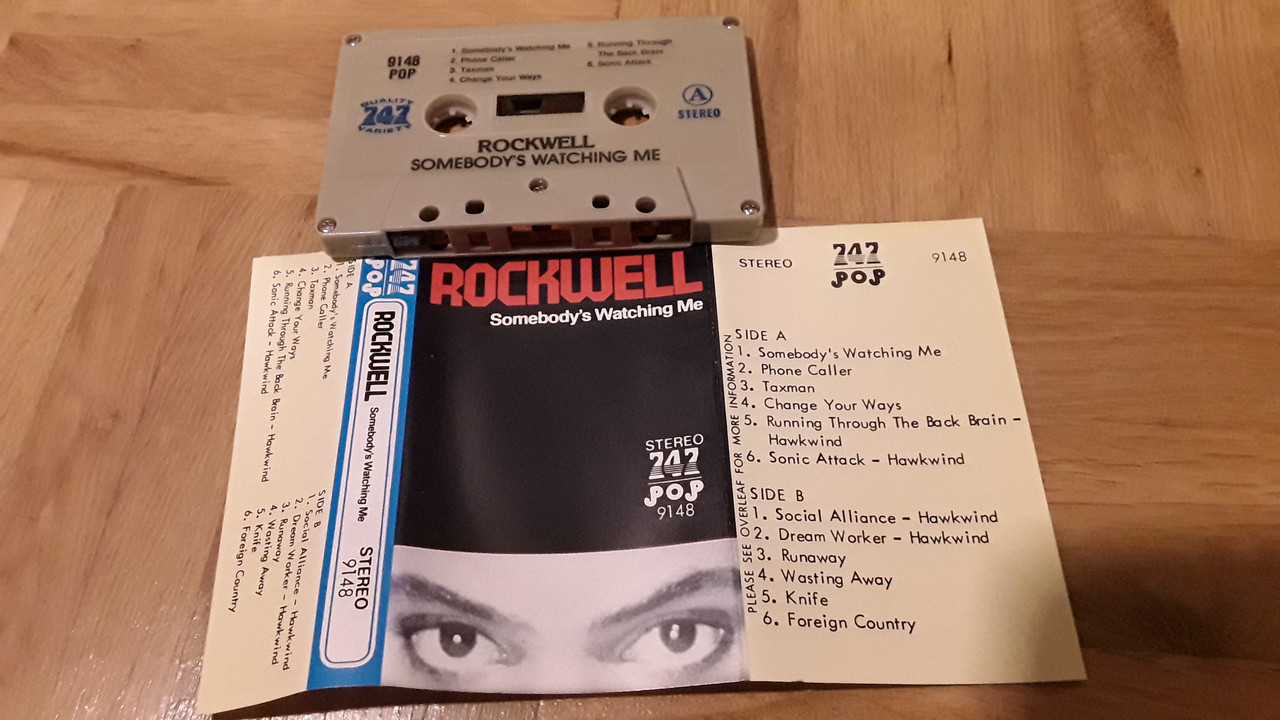 9148
POP
1. Somebody's Watching Me
2. Phone Caller
3. Taxman
4. Change Your Ways
5. Running Through
The Back Brain
6. Sonic Attack
QUALITY
747
VARIETY
A
STEREO
ROCKWELL
SOMEBODY'S WATCHING ME
SIDE A
1. Somebody's Watching Me
2. Phone Caller
3. Taxman
4. Change Your Ways
5. Running Through The Back Brain - Hawkwind
6. Sonic Attack - Hawkwind
SIDE B
1. Social Alliance - Hawkwind
2. Dream Worker - Hawkwind
3. Runaway
4. Wasting Away
5. Knife
6. Foreign Country
747
POP
ROCKWELL Somebody's Watching Me
STEREO
9148
ROCKWELL
Somebody's Watching Me
STEREO
747
POP
9148
PLEASE SEE OVERLEAF FOR MORE INFORMATION
STEREO
747
POP
9148
SIDE A
1. Somebody's Watching Me
2. Phone Caller
3. Taxman
4. Change Your Ways
5. Running Through The Back Brain -
Hawkwind
6. Sonic Attack - Hawkwind
SIDE B
1. Social Alliance - Hawkwind
2. Dream Worker - Hawkwind
3. Runaway
4. Wasting Away
5. Knife
6. Foreign Country